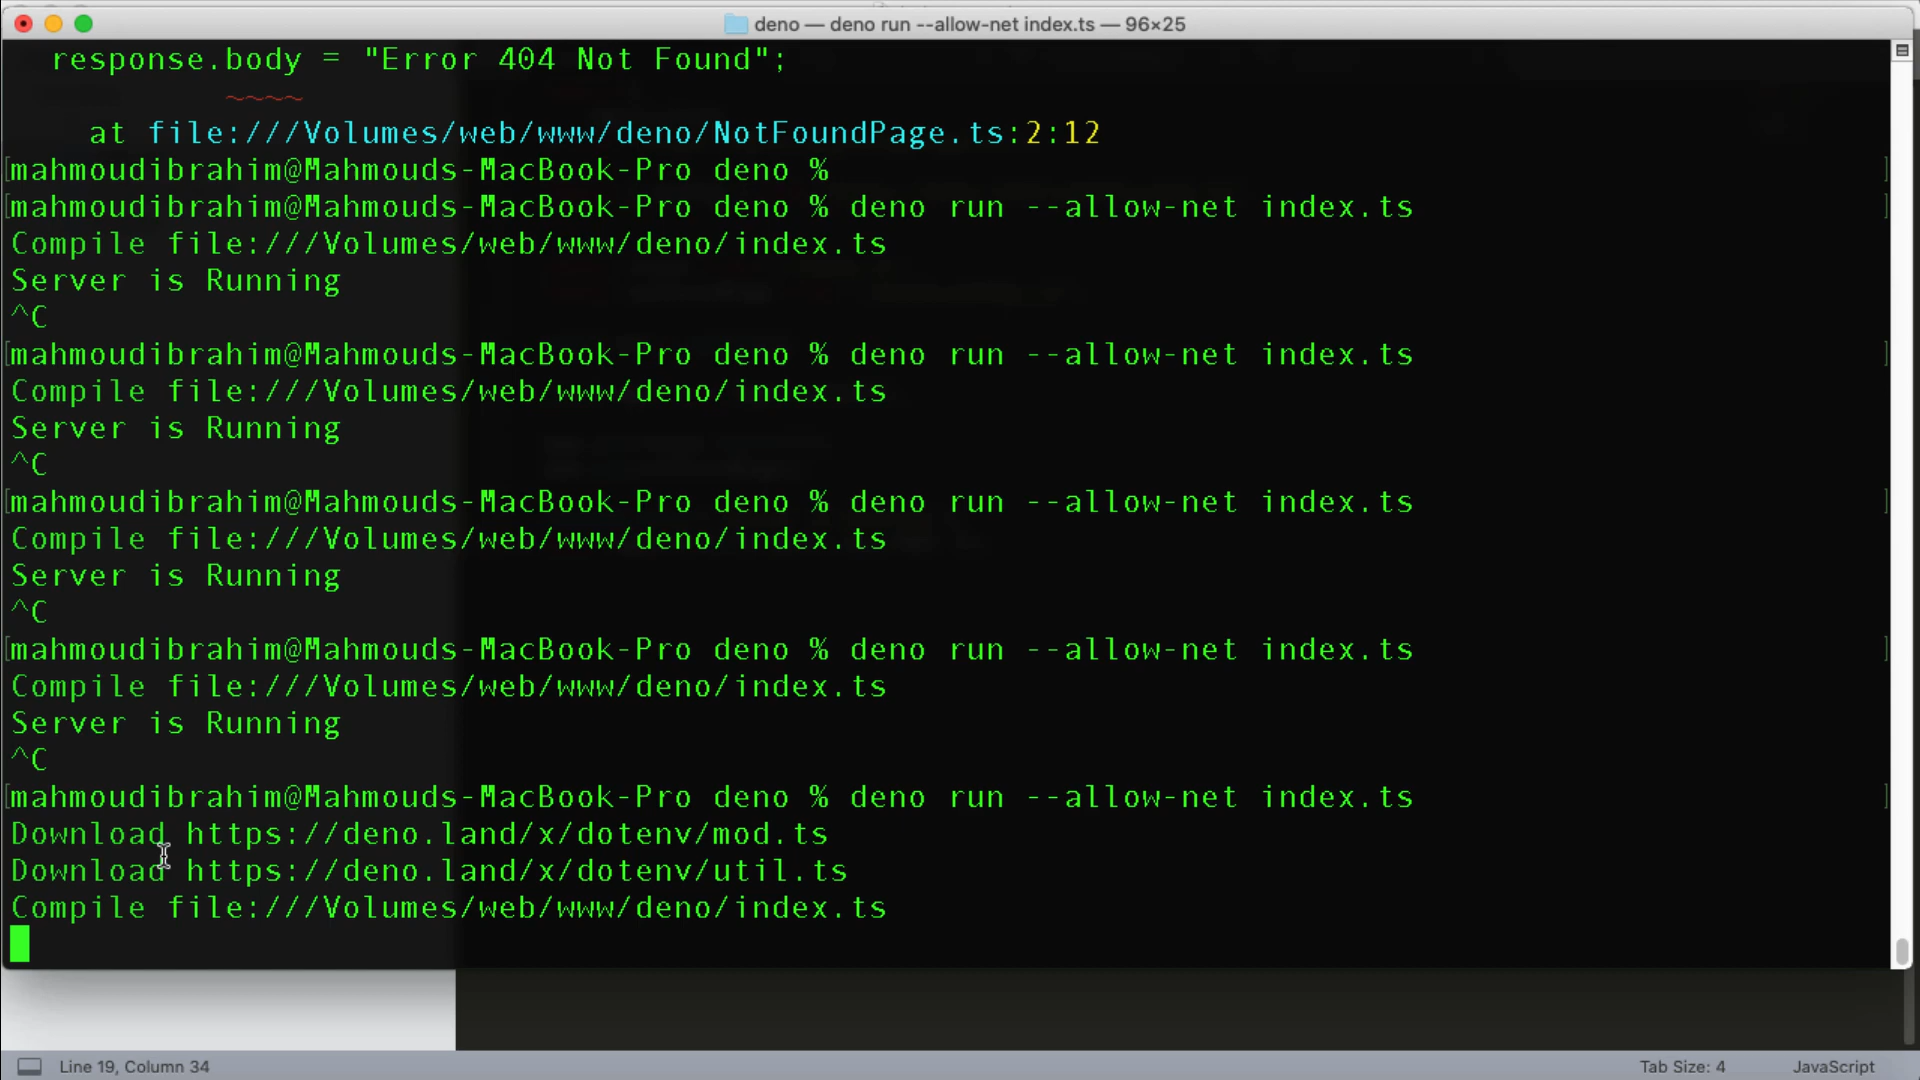 deno — deno run --allow-net index.ts — 96×25
response.body = "Error 404 Not Found";
~~~~
at file:///Volumes/web/www/deno/NotFoundPage.ts:2:12
[mahmoudibrahim@Mahmouds-MacBook-Pro deno % ]
[mahmoudibrahim@Mahmouds-MacBook-Pro deno % deno run --allow-net index.ts ]
Compile file:///Volumes/web/www/deno/index.ts
Server is Running
^C
[mahmoudibrahim@Mahmouds-MacBook-Pro deno % deno run --allow-net index.ts ]
Compile file:///Volumes/web/www/deno/index.ts
Server is Running
^C
[mahmoudibrahim@Mahmouds-MacBook-Pro deno % deno run --allow-net index.ts ]
Compile file:///Volumes/web/www/deno/index.ts
Server is Running
^C
[mahmoudibrahim@Mahmouds-MacBook-Pro deno % deno run --allow-net index.ts ]
Compile file:///Volumes/web/www/deno/index.ts
Server is Running
^C
[mahmoudibrahim@Mahmouds-MacBook-Pro deno % deno run --allow-net index.ts ]
Download https://deno.land/x/dotenv/mod.ts
Download https://deno.land/x/dotenv/util.ts
Compile file:///Volumes/web/www/deno/index.ts
Line 19, Column 34 Tab Size: 4 JavaScript